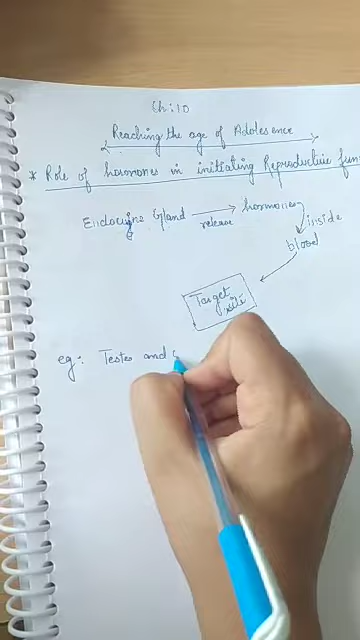 Ch:10
Reaching the age of Adolesence
* Role of hormones in initiating Reproductive fun
Endocrine Gland release hormones
inside
blood
Target
site
eg:- Testes and